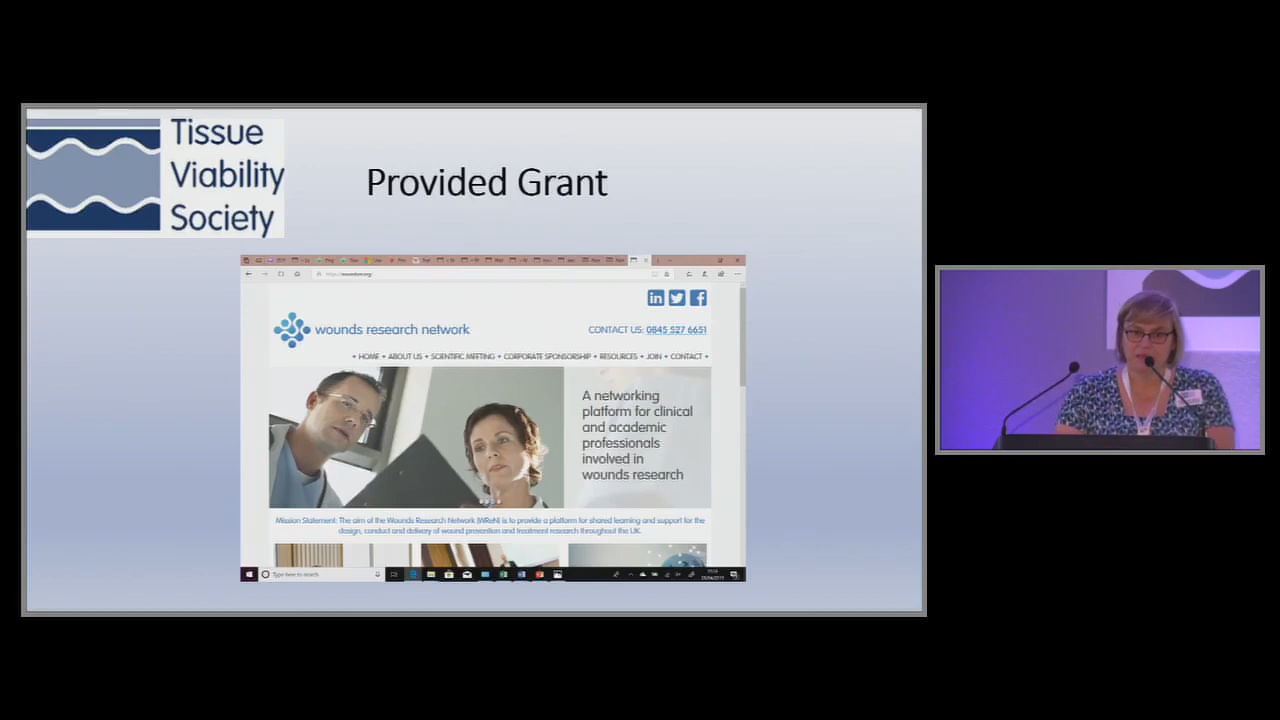 Tissue
Viability
Society
Provided Grant
wounds research network
CONTACT US: 0845 527 6651
+ HOME + ABOUT US + SCIENTIFIC MEETING + CORPORATE SPONSORSHIP + RESOURCES + JOIN + CONTACT +
A networking
platform for clinical
and academic
professionals
involved in
wounds research
Mission Statement: The aim of the Wounds Research Network (WReN) is to provide a platform for shared learning and support for the
design, conduct and delivery of wound prevention and treatment research throughout the UK.
Type here to search